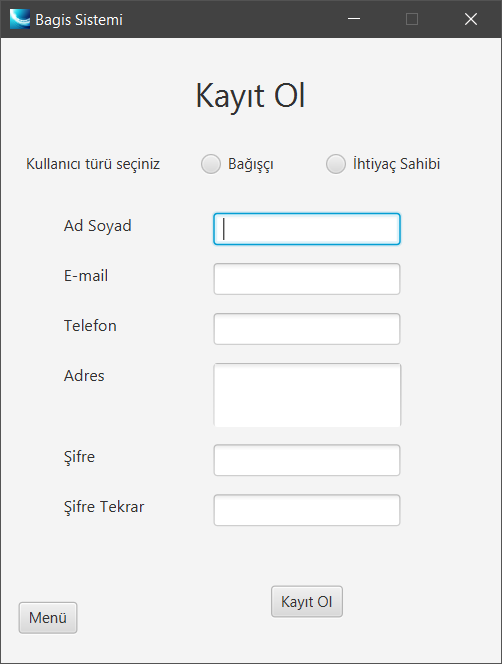 Bagis Sistemi
Kayıt Ol
Kullanıcı türü seçiniz Bağışçı İhtiyaç Sahibi
Ad Soyad
E-mail
Telefon
Adres
Şifre
Şifre Tekrar
Kayıt Ol
Menü